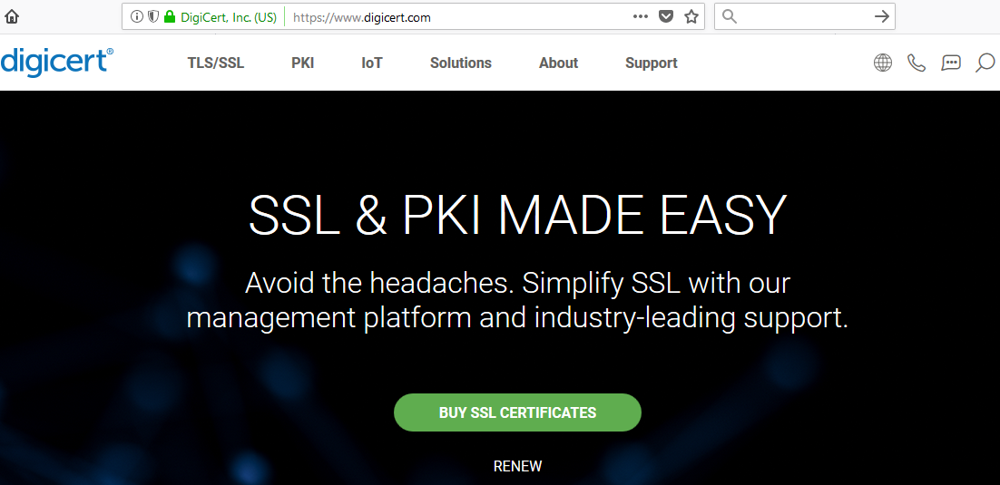 DigiCert, Inc. (US) https://www.digicert.com
digicert®
TLS/SSL PKI IoT Solutions About Support
SSL & PKI MADE EASY
Avoid the headaches. Simplify SSL with our
management platform and industry-leading support.
BUY SSL CERTIFICATES
RENEW